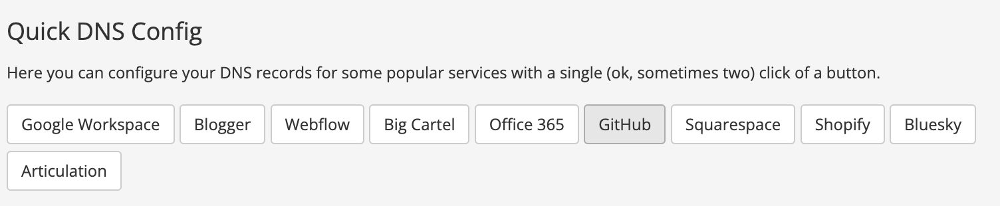 Quick DNS Config
Here you can configure your DNS records for some popular services with a single (ok, sometimes two) click of a button.
Google Workspace Blogger Webflow Big Cartel Office 365 GitHub Squarespace Shopify Bluesky
Articulation